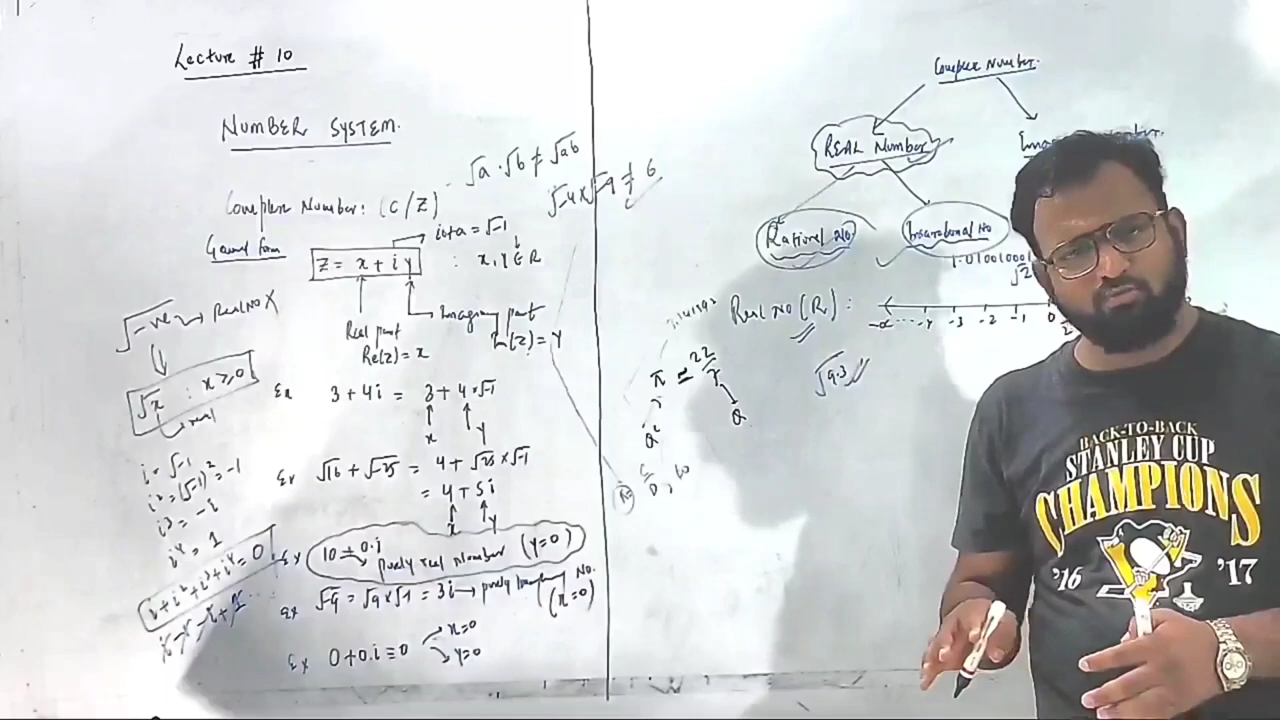 Lecture # 10
NUMBER SYSTEM.
Complex Number: (C/Z)
√a · √b ≠ √ab
√-4 × √-9 ≠ 6
General form
Z = x + iy
iota = √-1
: x, y ∈ R
Real part
Re(z) = x
part
(z) = y
√-ve → Real No X
√x : x ≥ 0
real
Ex 3 + 4i = 3 + 4·√-1
x y
Ex √16 + √-25 = 4 + √25 × √-1
= 4 + 5i
x y
i = √-1
i² = (√-1)² = -1
i³ = -i
i⁴ = 1
i + i² + i³ + i⁴ = 0
Ex 10 + 0·i
purely real number (y=0)
Ex √-9 = √9 × √-1 = 3i → purely No.
(x=0)
Ex 0 + 0·i = 0
x=0
y=0
Complex Number.
REAL Number
Rational No
Irrational No
1.01001000
√2
Real No (R) :
-∞ ···· -4 -3 -2 -1 0
π ≃ 22/7
Q
Q'
√9.3
BACK-TO-BACK
STANLEY CUP
CHAMPIONS
'16 '17